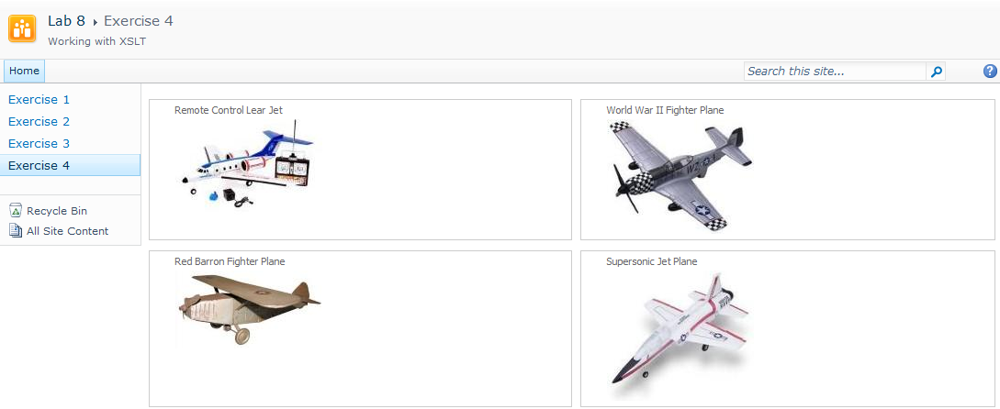 Lab 8 Exercise 4
Working with XSLT
Home
Search this site...
Exercise 1
Exercise 2
Exercise 3
Exercise 4
Recycle Bin
All Site Content
Remote Control Lear Jet
World War II Fighter Plane
WZ
Red Barron Fighter Plane
Supersonic Jet Plane